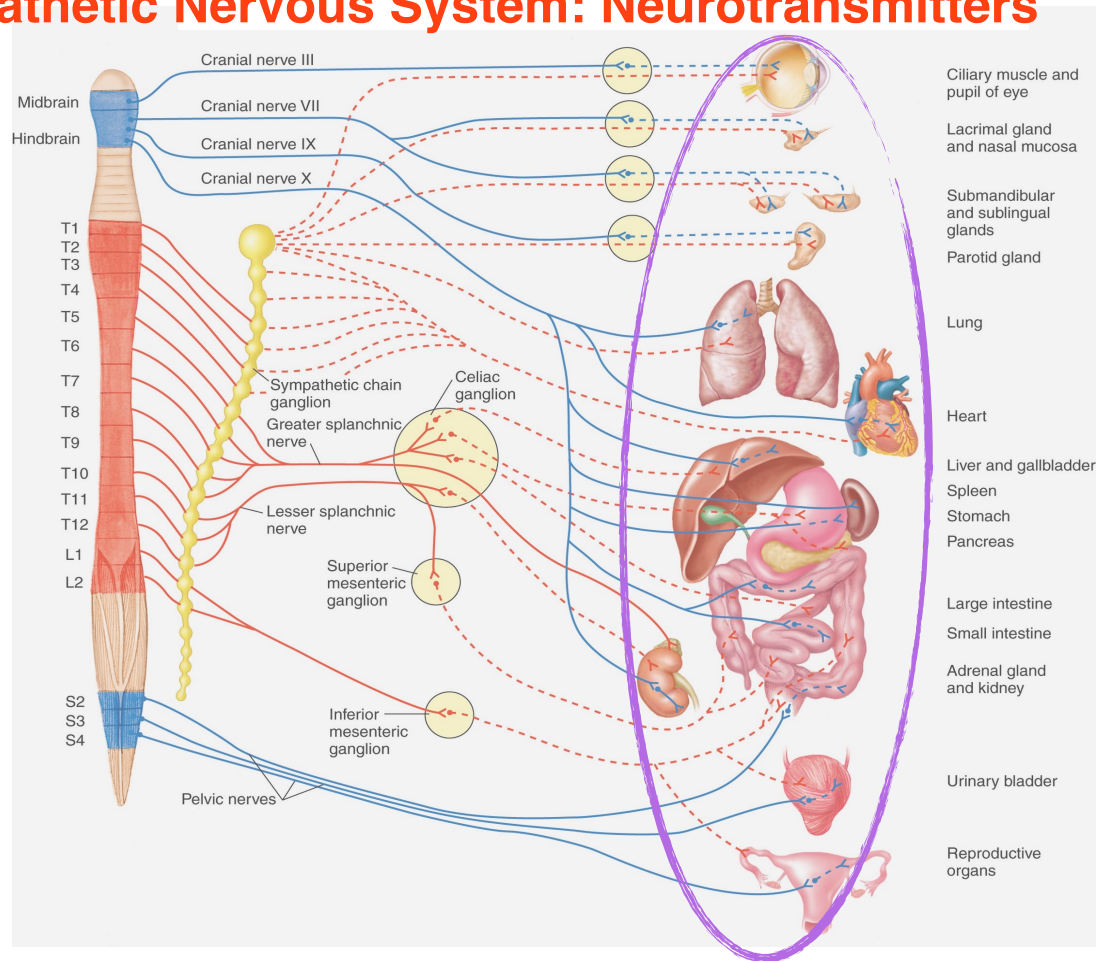 athetic Nervous System: Neurotransmitters
Cranial nerve III
Midbrain
Cranial nerve VII
Hindbrain
Cranial nerve IX
Cranial nerve X
Ciliary muscle and
pupil of eye
Lacrimal gland
and nasal mucosa
Submandibular
and sublingual
glands
Parotid gland
T1
T2
T3
T4
T5
T6
T7
T8
T9
T10
T11
T12
L1
L2
Sympathetic chain
ganglion
Greater splanchnic
nerve
Celiac
ganglion
Lesser splanchnic
nerve
Superior
mesenteric
ganglion
Inferior
mesenteric
ganglion
Lung
Heart
Liver and gallbladder
Spleen
Stomach
Pancreas
Large intestine
Small intestine
Adrenal gland
and kidney
S2
S3
S4
Pelvic nerves
Urinary bladder
Reproductive
organs